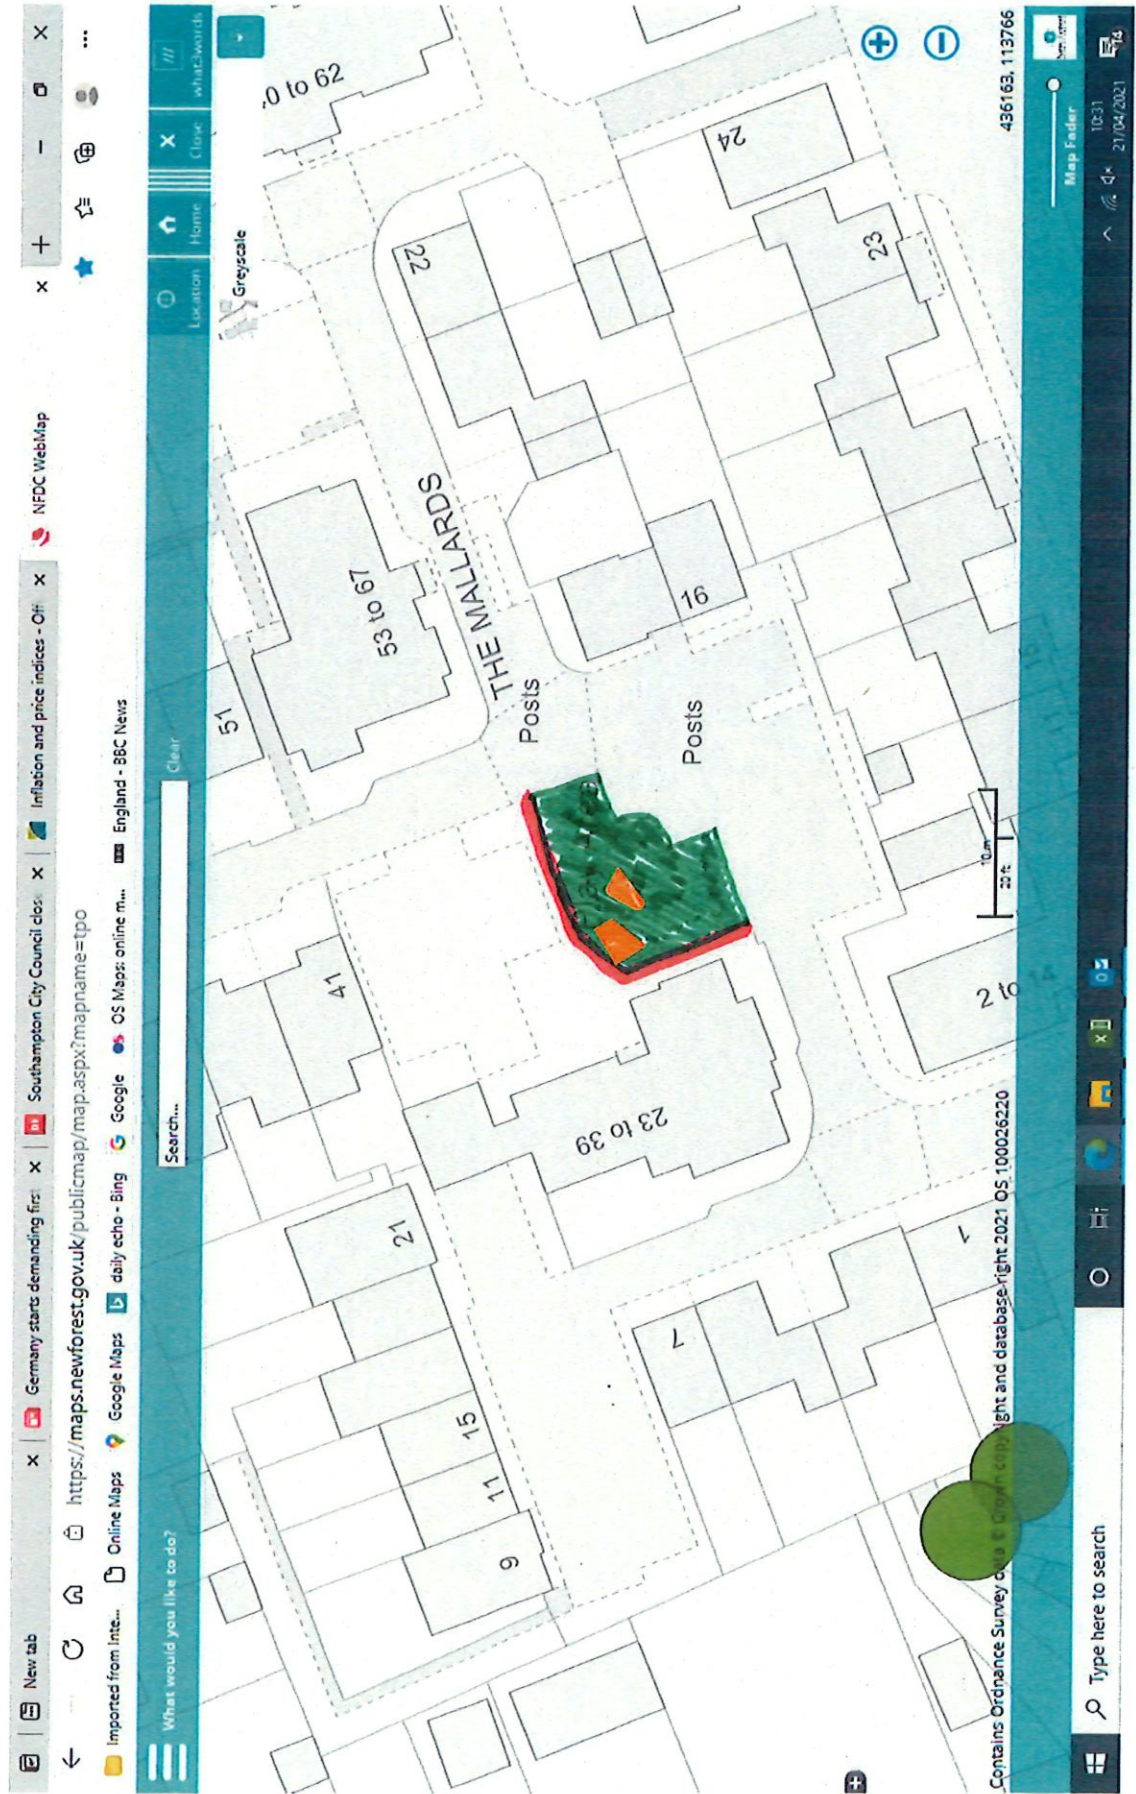 New tab
Germany starts demanding first
Southampton City Council clos
Inflation and price indices - Off
NFDC WebMap
https://maps.newforest.gov.uk/publicmap/map.aspx?mapname=tpo
Imported from Inte...
Online Maps
Google Maps
daily echo - Bing
Google
OS Maps: online m...
England - BBC News
What would you like to do?
Search...
Clear
Location
Home
Close
what3words
Greyscale
0 to 62
51
53 to 67
22
THE MALLARDS
Posts
Posts
41
21
15
11
9
23 to 39
7
1
16
24
23
2 to 14
10 m
20 ft
Contains Ordnance Survey data © Crown copyright and database right 2021 OS 100026220
436163, 113766
Map Fader
Type here to search
10:31
21/04/2021
14